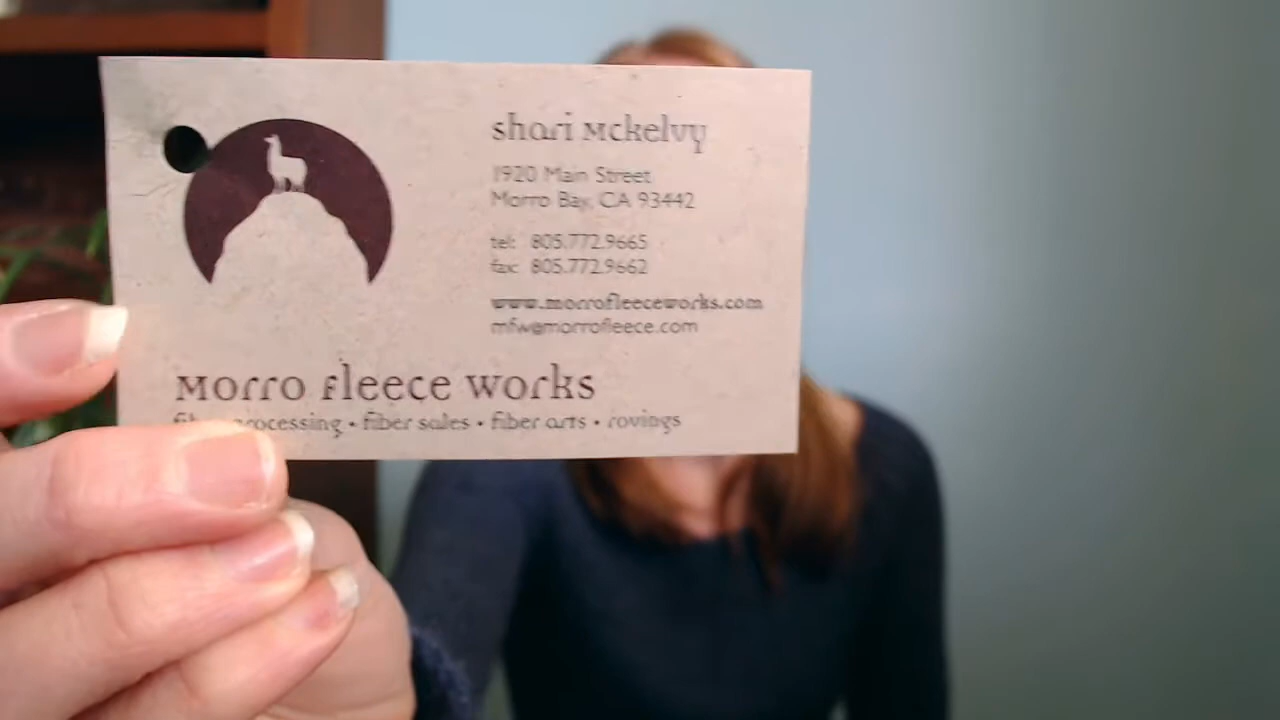 shari mckelvy
1920 Main Street
Morro Bay, CA 93442
tel: 805.772.9665
fax: 805.772.9662
www.morrofleeceworks.com
mfw@morrofleece.com
Morro Fleece Works
• fiber sales • fiber arts • rovings